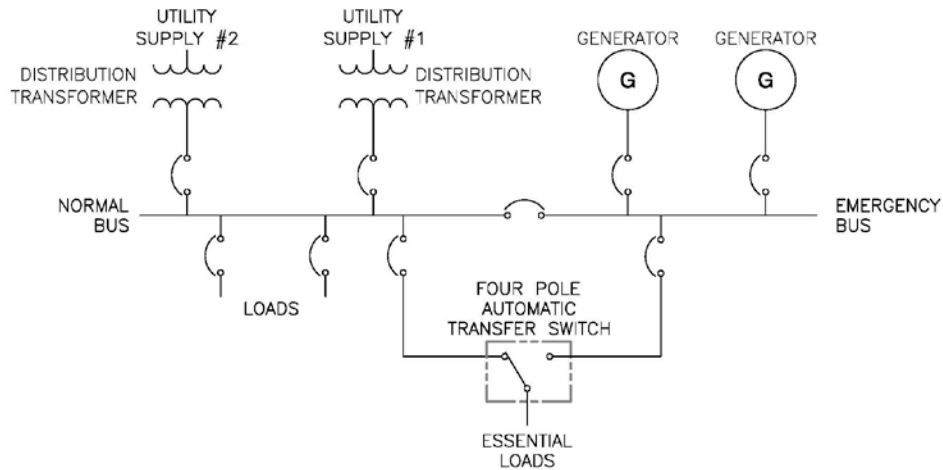 UTILITY
SUPPLY #2
UTILITY
SUPPLY #1
GENERATOR
GENERATOR
DISTRIBUTION
TRANSFORMER
DISTRIBUTION
TRANSFORMER
G
G
NORMAL
BUS
EMERGENCY
BUS
LOADS
FOUR POLE
AUTOMATIC
TRANSFER SWITCH
ESSENTIAL
LOADS